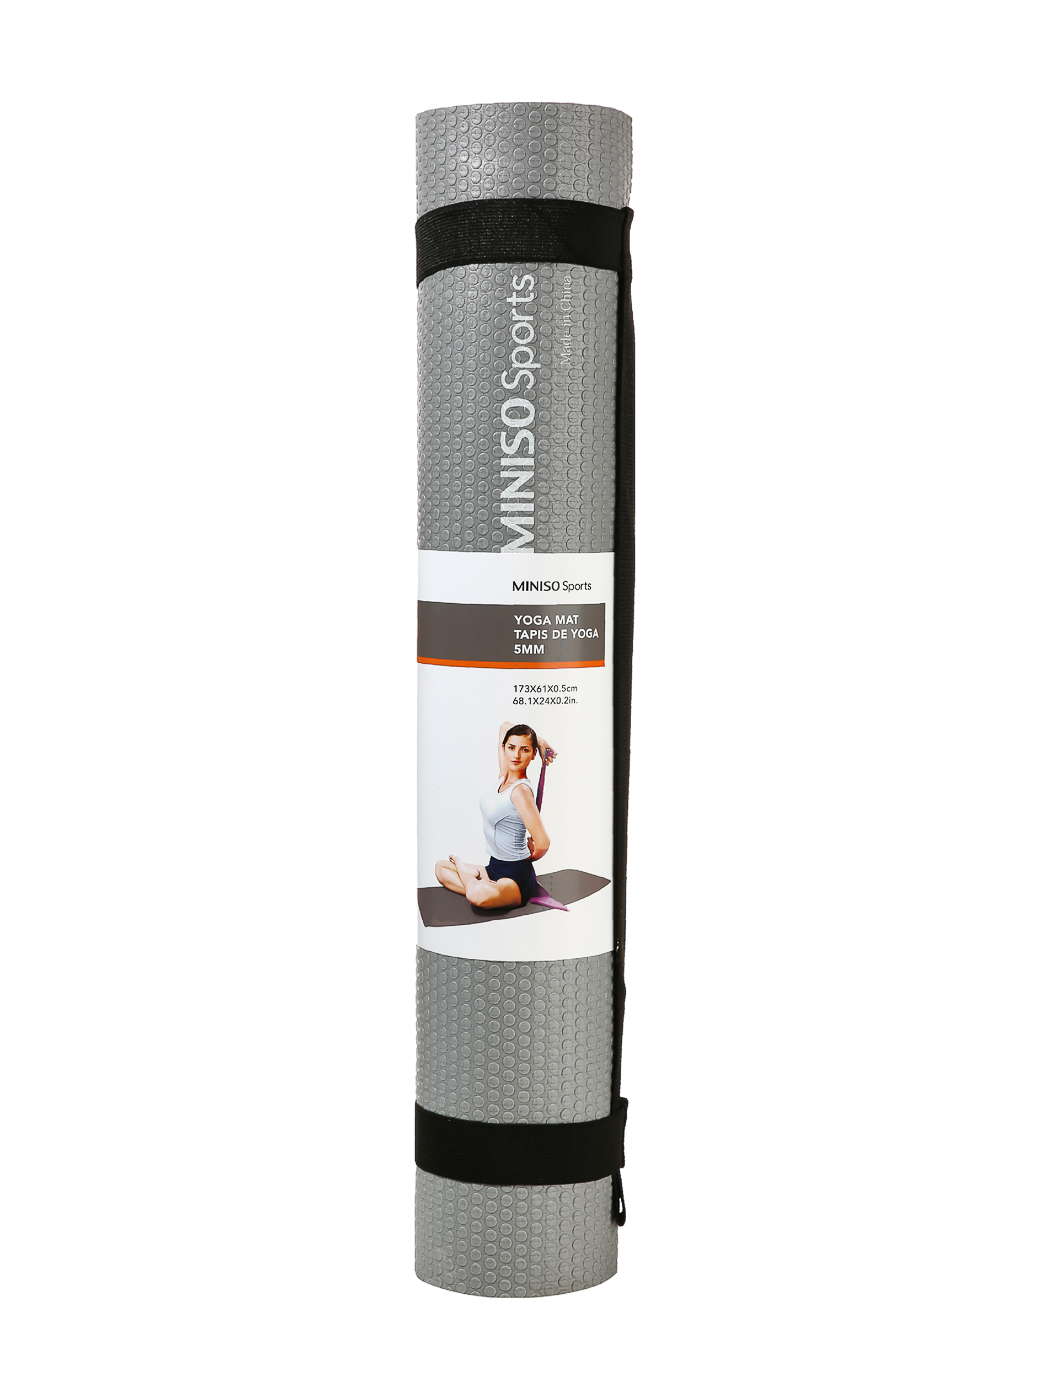 MINISO Sports
Made in China
MINISO Sports
YOGA MAT
TAPIS DE YOGA
5MM
173X61X0.5cm
68.1X24X0.2in.